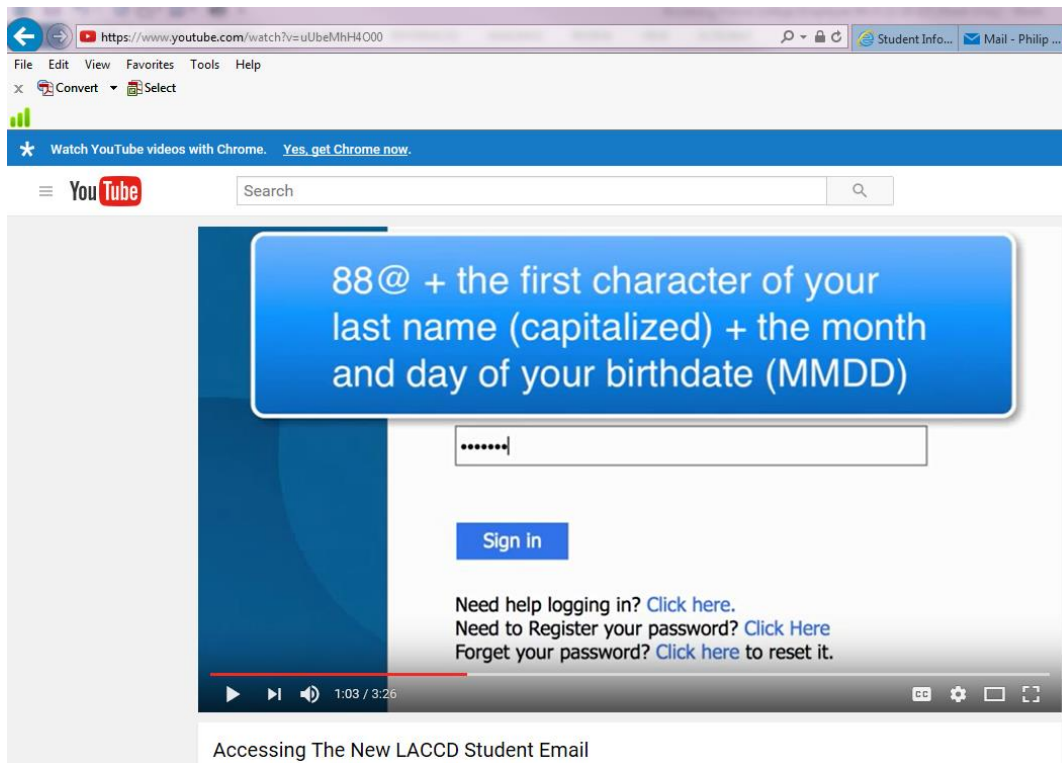 https://www.youtube.com/watch?v=uUbeMhH4O00
Student Info...
Mail - Philip ...
File Edit View Favorites Tools Help
x Convert Select
Watch YouTube videos with Chrome. Yes, get Chrome now.
YouTube
Search
88@ + the first character of your
last name (capitalized) + the month
and day of your birthdate (MMDD)
Sign in
Need help logging in? Click here.
Need to Register your password? Click Here
Forget your password? Click here to reset it.
1:03 / 3:26
CC
Accessing The New LACCD Student Email